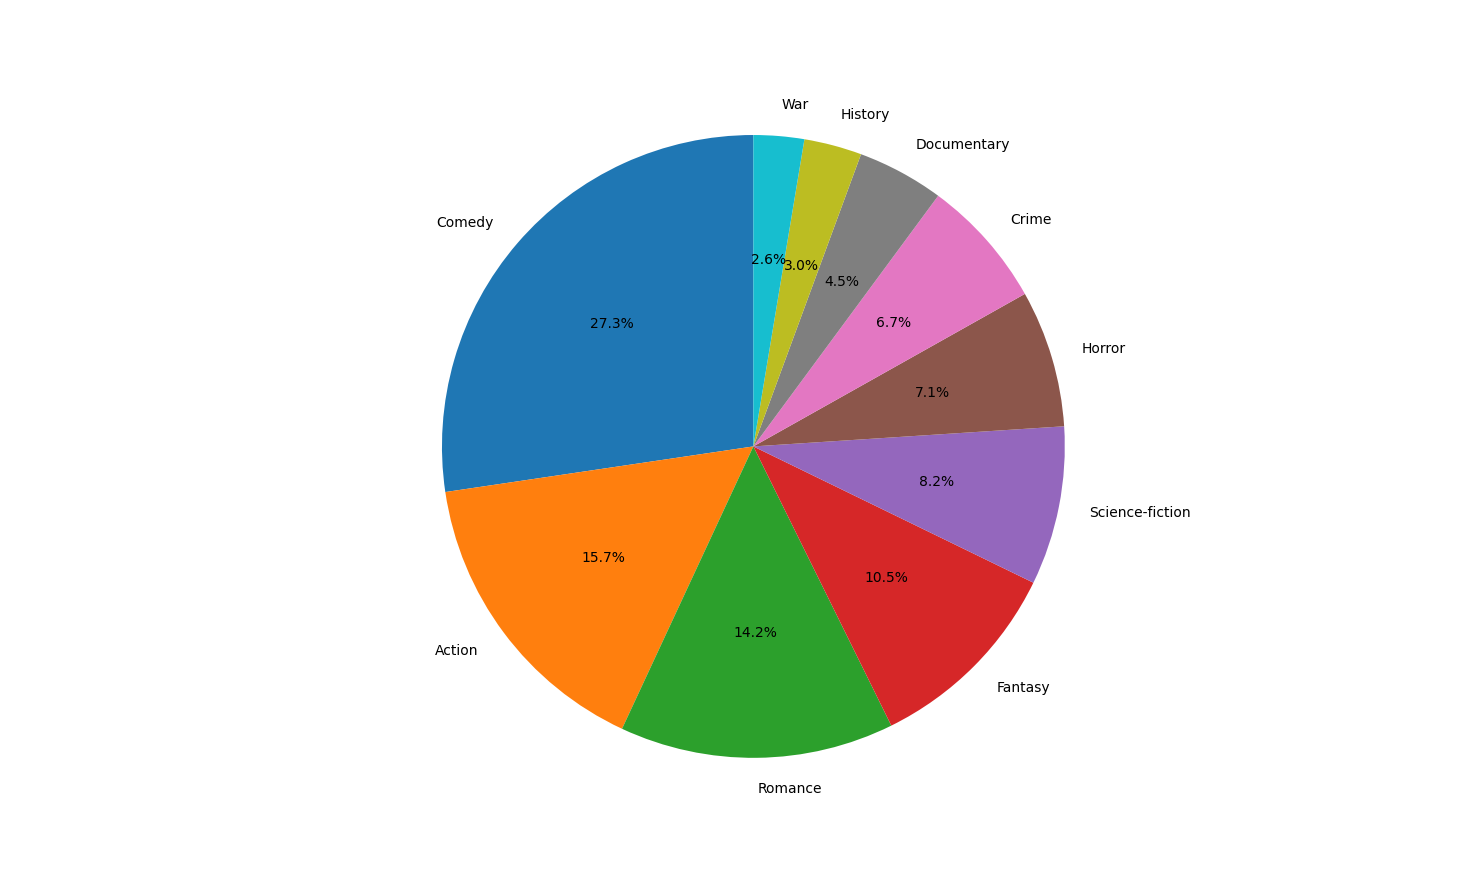 War
History
Documentary
Crime
Comedy
2.6%
3.0%
4.5%
6.7%
27.3%
Horror
7.1%
8.2%
Science-fiction
15.7%
10.5%
14.2%
Action
Fantasy
Romance